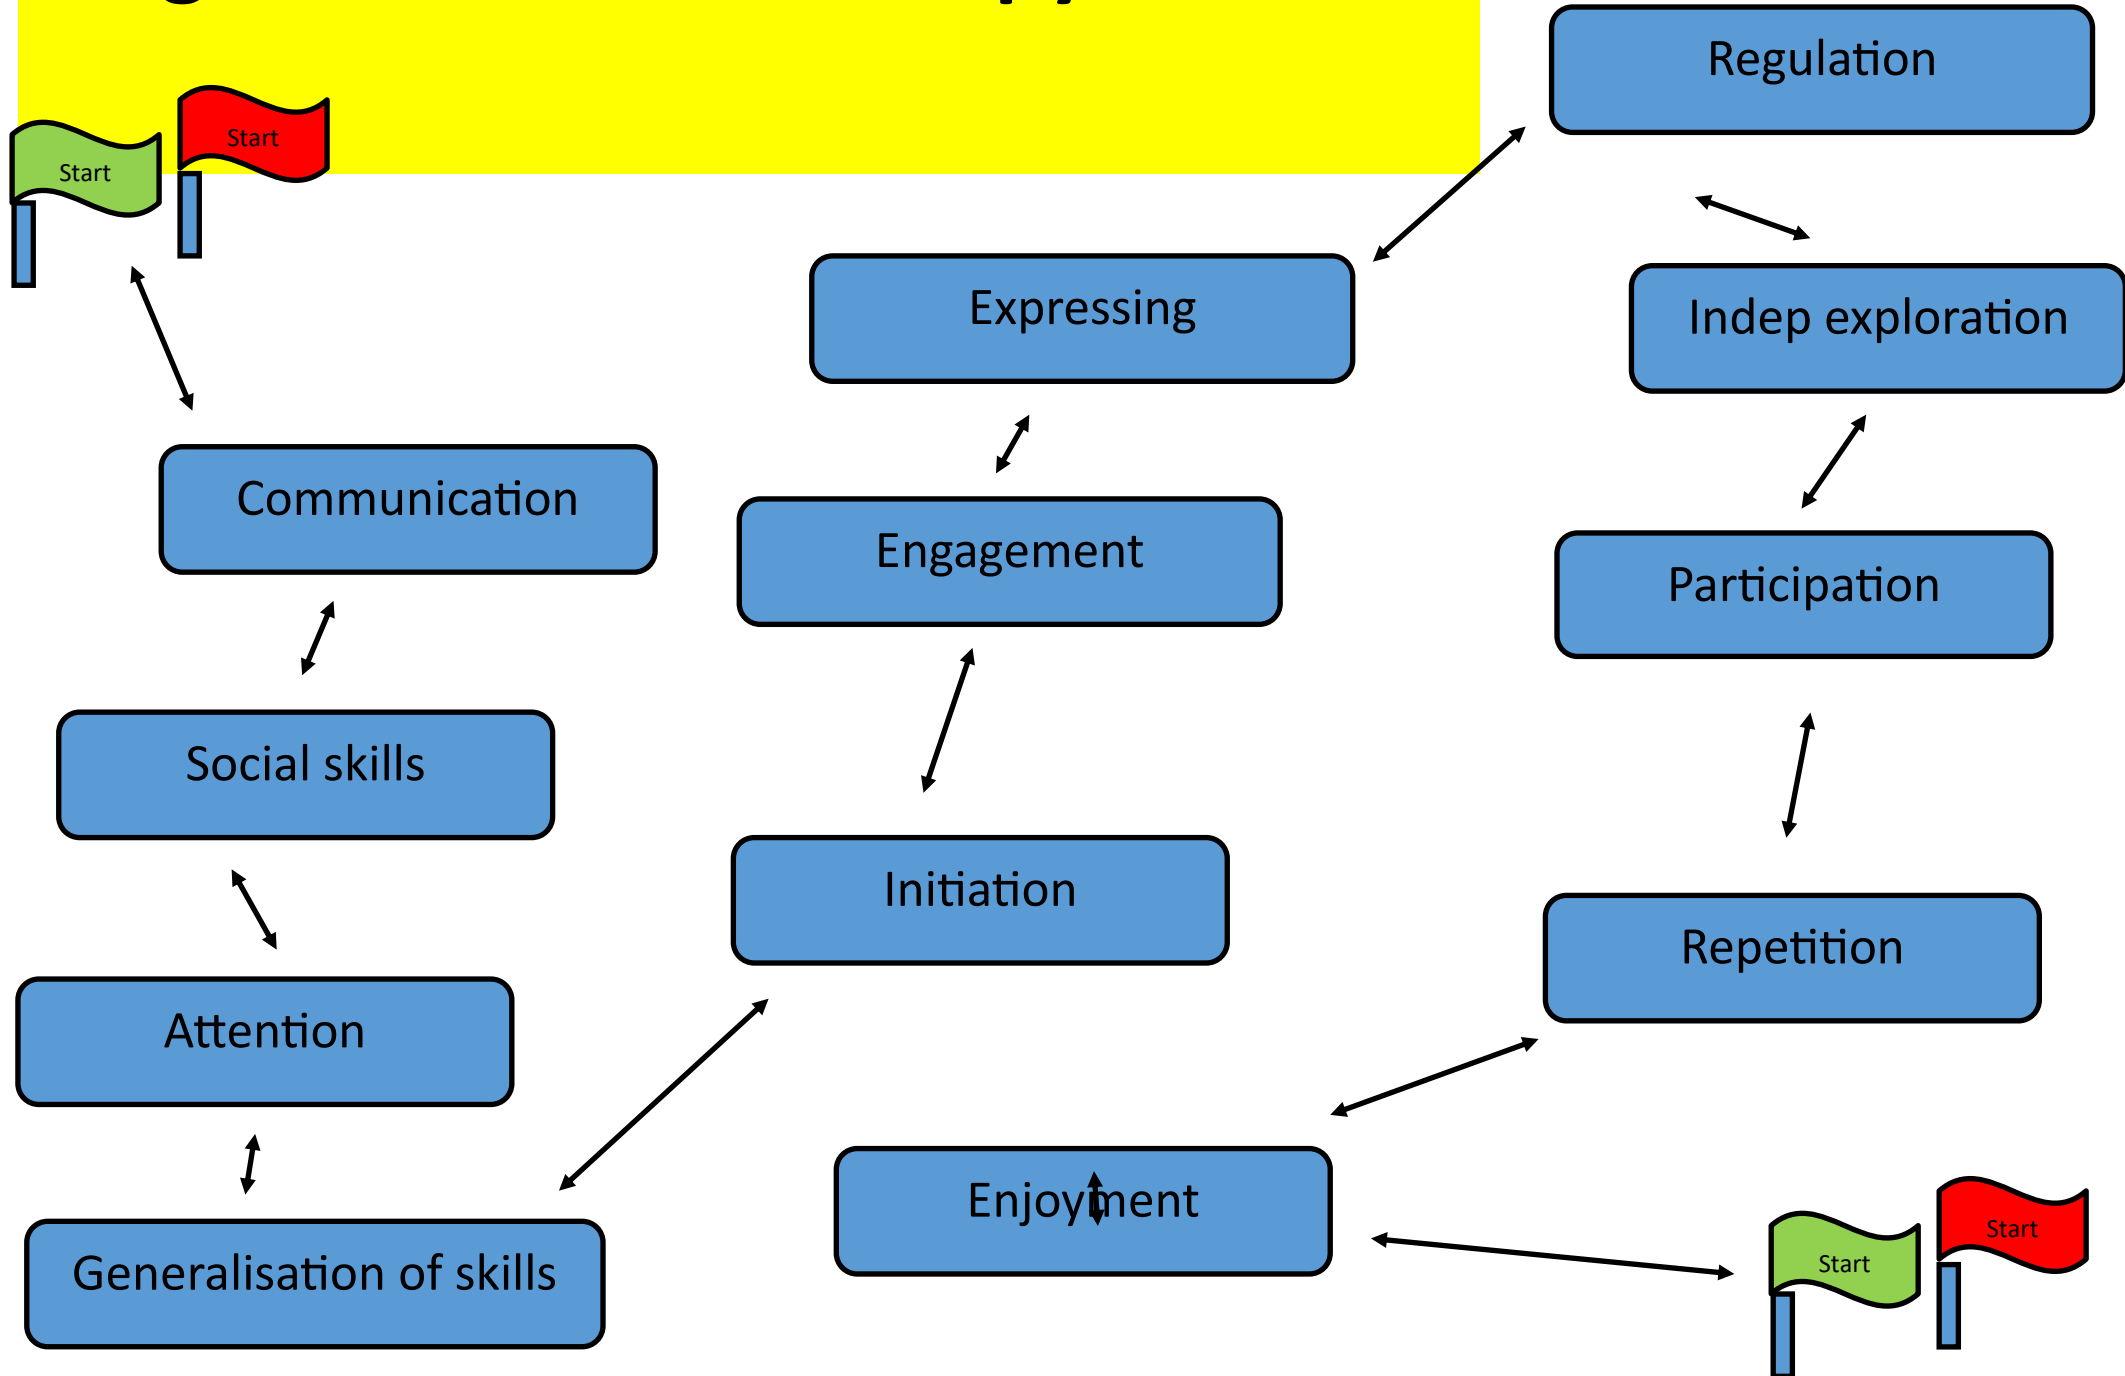 Start
Start
Communication
Social skills
Attention
Generalisation of skills
Initiation
Engagement
Expressing
Regulation
Indep exploration
Participation
Repetition
Enjoyment
Start
Start